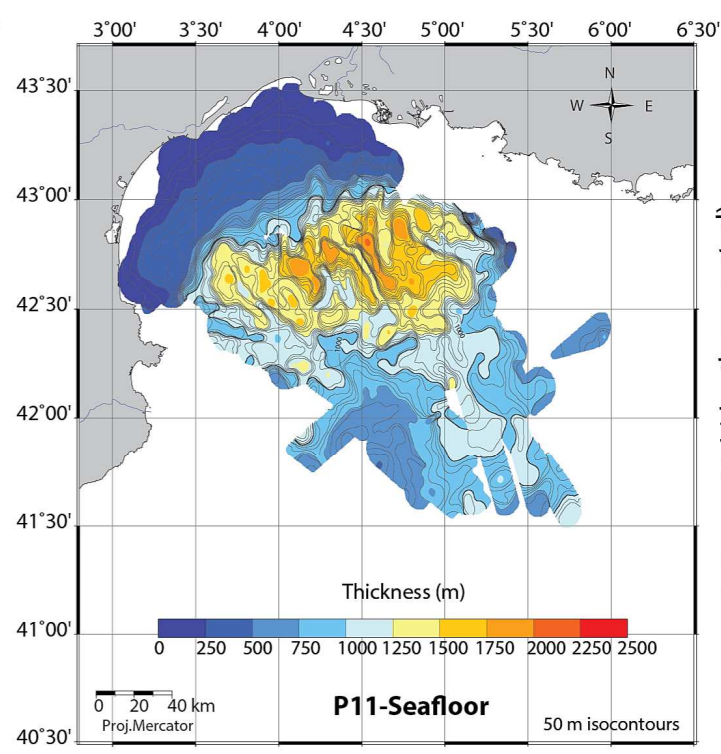 3˚00' 3˚30' 4˚00' 4˚30' 5˚00' 5˚30' 6˚00' 6˚30'
43˚30'
N
W E
S
43˚00'
42˚30'
42˚00'
41˚30'
Thickness (m)
41˚00'
0 250 500 750 1000 1250 1500 1750 2000 2250 2500
0 20 40 km
Proj.Mercator
P11-Seafloor
50 m isocontours
40˚30'